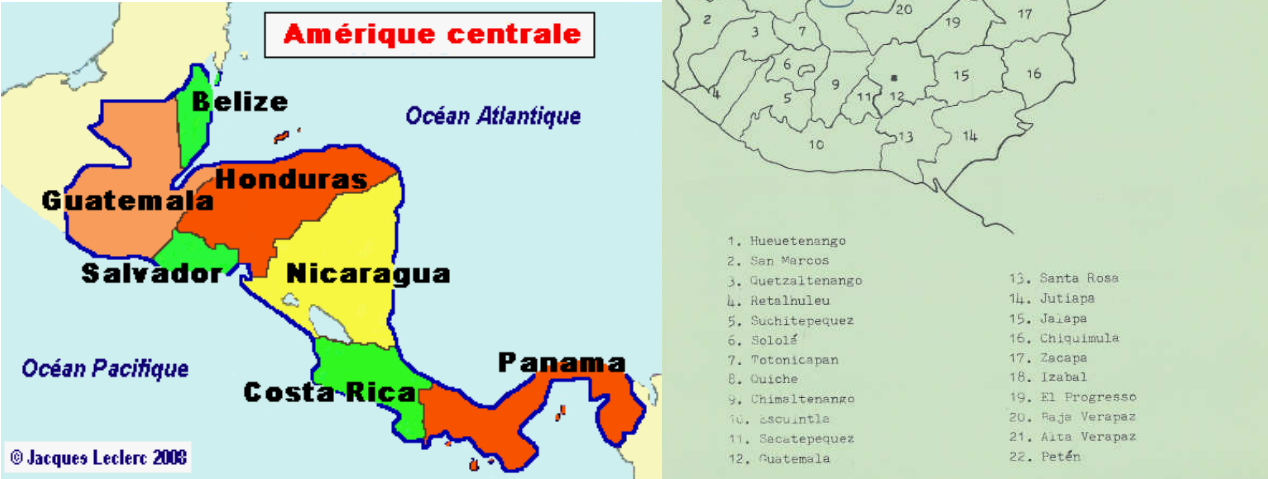 Amérique centrale
Belize
Océan Atlantique
Honduras
Guatemala
Salvador
Nicaragua
Océan Pacifique
Panama
Costa Rica
© Jacques Leclerc 2008
20
2
19
17
3
7
6
15
16
9
4
5
11
12
13
14
10
1. Hueuetenango
2. San Marcos
3. Quetzaltenango
4. Retalhuleu
5. Suchitepequez
6. Sololá
7. Totonicapan
8. Quiche
9. Chimaltenango
10. Escuintla
11. Sacatepequez
12. Guatemala
13. Santa Rosa
14. Jutiapa
15. Jalapa
16. Chiquimula
17. Zacapa
18. Izabal
19. El Progresso
20. Baja Verapaz
21. Alta Verapaz
22. Petén